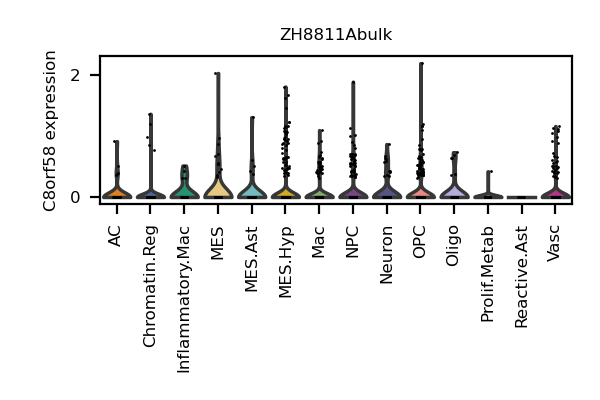 ZH8811Abulk
C8orf58 expression
2
0
AC
Chromatin.Reg
Inflammatory.Mac
MES
MES.Ast
MES.Hyp
Mac
NPC
Neuron
OPC
Oligo
Prolif.Metab
Reactive.Ast
Vasc